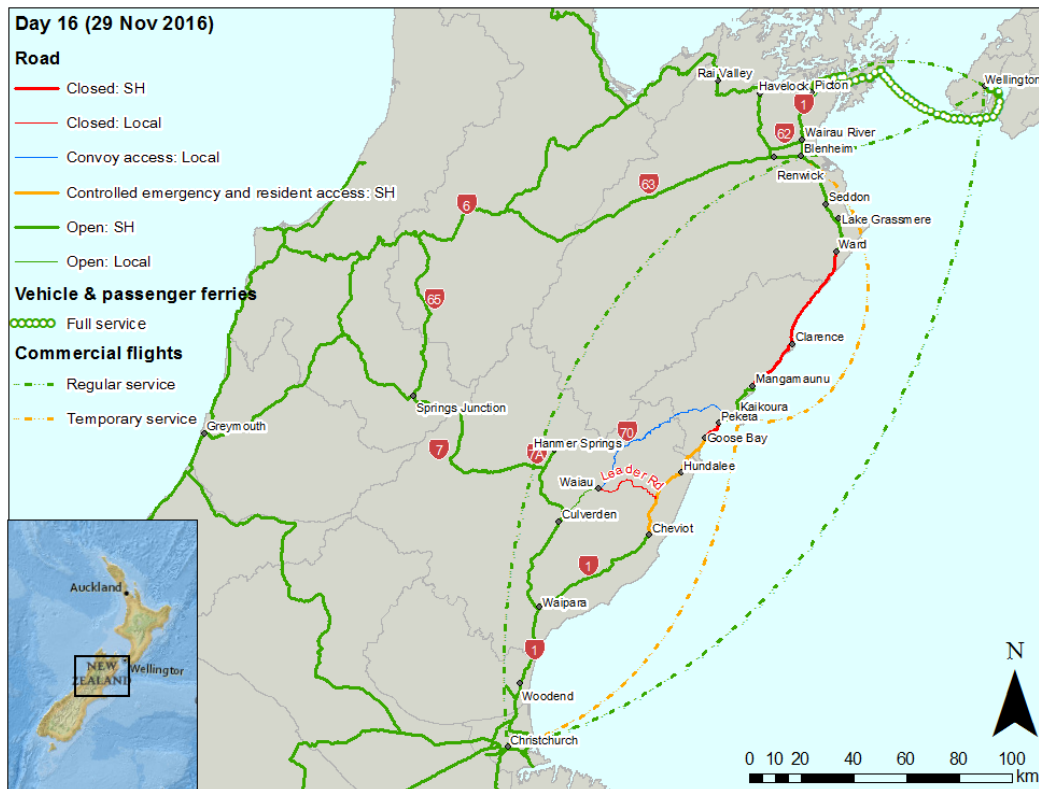 Day 16 (29 Nov 2016)
Road
Closed: SH
Closed: Local
Convoy access: Local
Controlled emergency and resident access: SH
Open: SH
Open: Local
Vehicle & passenger ferries
Full service
Commercial flights
Regular service
Temporary service
Rai Valley
Havelock
Picton
Wellington
1
62
Wairau River
Blenheim
Renwick
63
Seddon
6
Lake Grassmere
Ward
65
Clarence
Mangamaunu
Springs Junction
Kaikoura
Peketa
Greymouth
70
Goose Bay
7
7A
Hanmer Springs
Hundalee
Waiau
Leader Rd
Culverden
Cheviot
1
Waipara
1
Woodend
Christchurch
Auckland
Wellington
NEW
ZEALAND
N
0 10 20 40 60 80 100
km